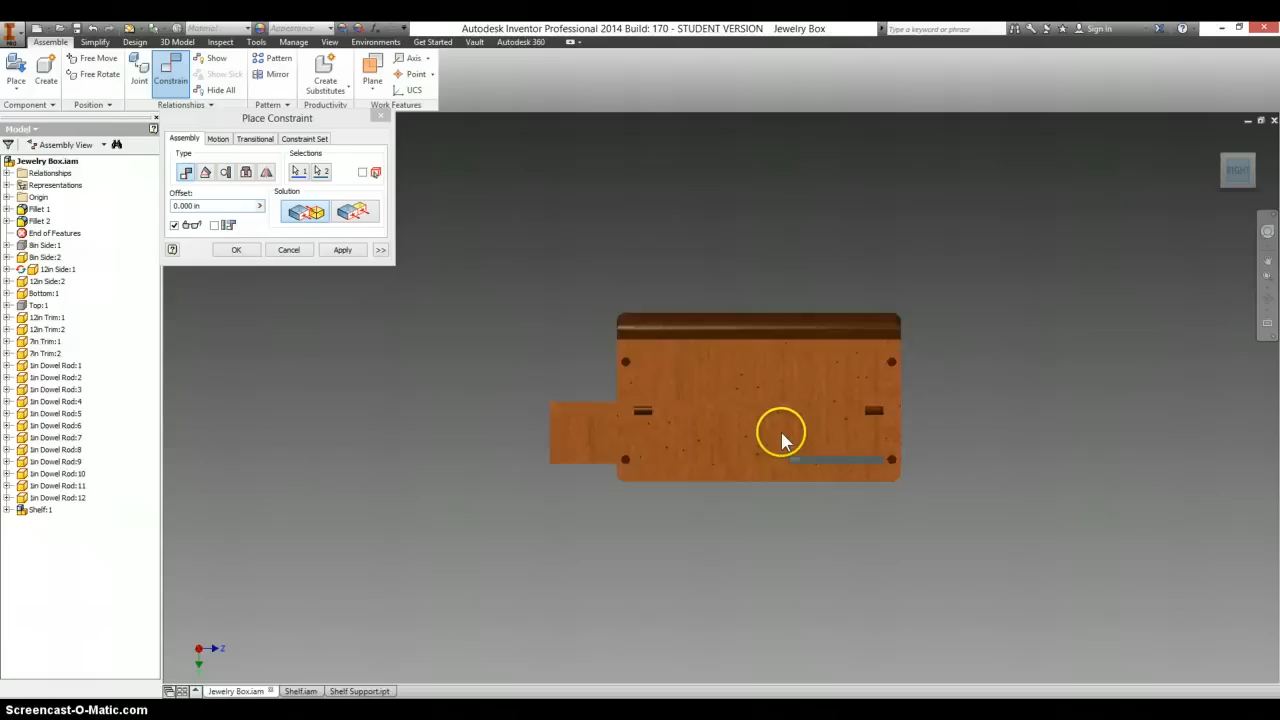 Material
Appearance
Autodesk Inventor Professional 2014 Build: 170 - STUDENT VERSION Jewelry Box
Type a keyword or phrase
Sign In
PRO
Assemble Simplify Design 3D Model Inspect Tools Manage View Environments Get Started Vault Autodesk 360
Place
Create
Free Move
Free Rotate
Joint
Constrain
Show
Show Sick
Hide All
Pattern
Mirror
Create
Substitutes
Plane
Axis
Point
UCS
Component
Position
Relationships
Pattern
Productivity
Work Features
Model
Assembly View
Jewelry Box.iam
Relationships
Representations
Origin
Fillet 1
Fillet 2
End of Features
8in Side:1
8in Side:2
12in Side:1
12in Side:2
Bottom:1
Top:1
12in Trim:1
12in Trim:2
7in Trim:1
7in Trim:2
1in Dowel Rod:1
1in Dowel Rod:2
1in Dowel Rod:3
1in Dowel Rod:4
1in Dowel Rod:5
1in Dowel Rod:6
1in Dowel Rod:7
1in Dowel Rod:8
1in Dowel Rod:9
1in Dowel Rod:10
1in Dowel Rod:11
1in Dowel Rod:12
Shelf:1
Place Constraint
Assembly Motion Transitional Constraint Set
Type
Selections
1
2
Offset:
0.000 in
Solution
OK
Cancel
Apply
>>
RIGHT
Z
Y
Jewelry Box.iam
Shelf.iam
Shelf Support.ipt
Screencast-O-Matic.com